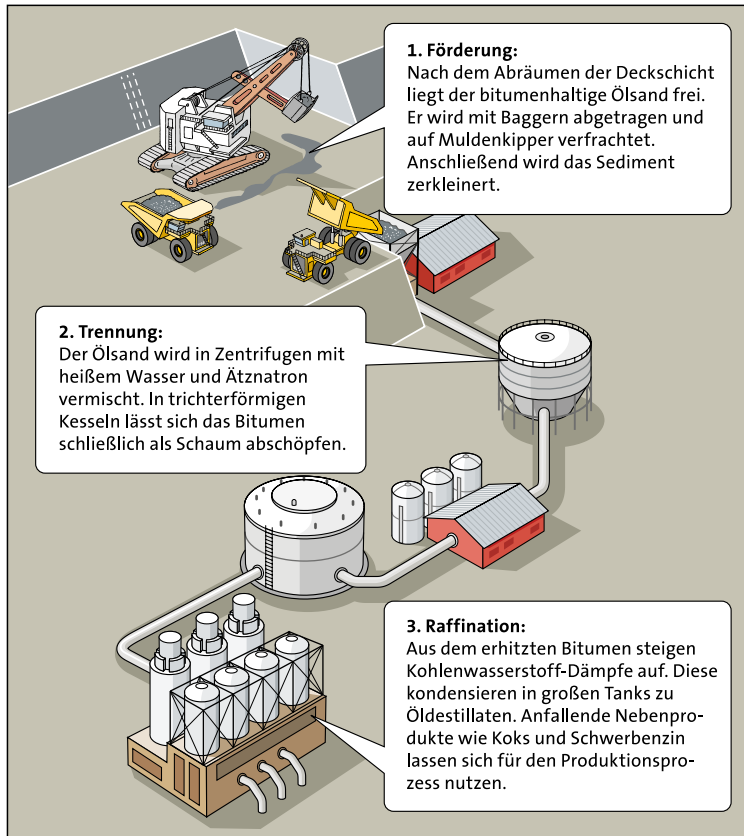 1. Förderung:
Nach dem Abräumen der Deckschicht
liegt der bitumenhaltige Ölsand frei.
Er wird mit Baggern abgetragen und
auf Muldenkipper verfrachtet.
Anschließend wird das Sediment
zerkleinert.
2. Trennung:
Der Ölsand wird in Zentrifugen mit
heißem Wasser und Ätznatron
vermischt. In trichterförmigen
Kesseln lässt sich das Bitumen
schließlich als Schaum abschöpfen.
3. Raffination:
Aus dem erhitzten Bitumen steigen
Kohlenwasserstoff-Dämpfe auf. Diese
kondensieren in großen Tanks zu
Öldestillaten. Anfallende Nebenpro-
dukte wie Koks und Schwerbenzin
lassen sich für den Produktionspro-
zess nutzen.